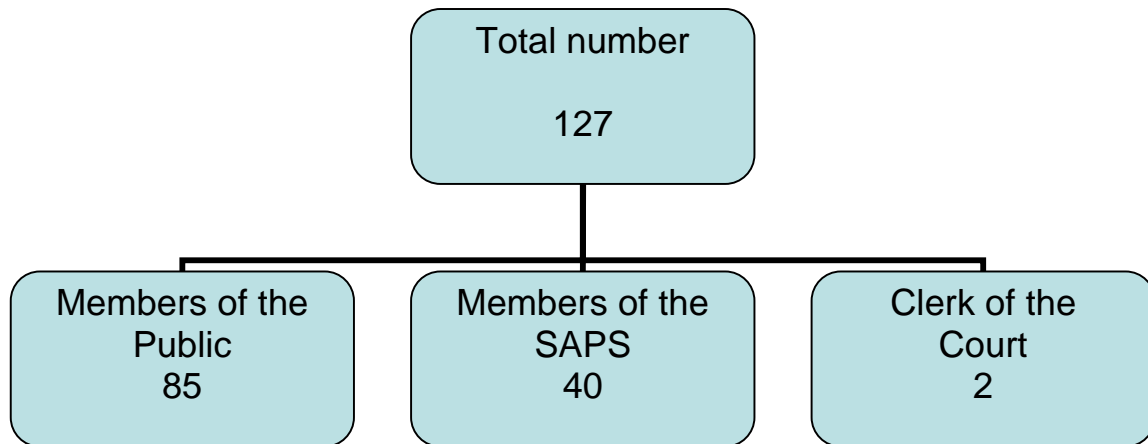 Total number
127
Members of the
Public
85
Members of the
SAPS
40
Clerk of the
Court
2